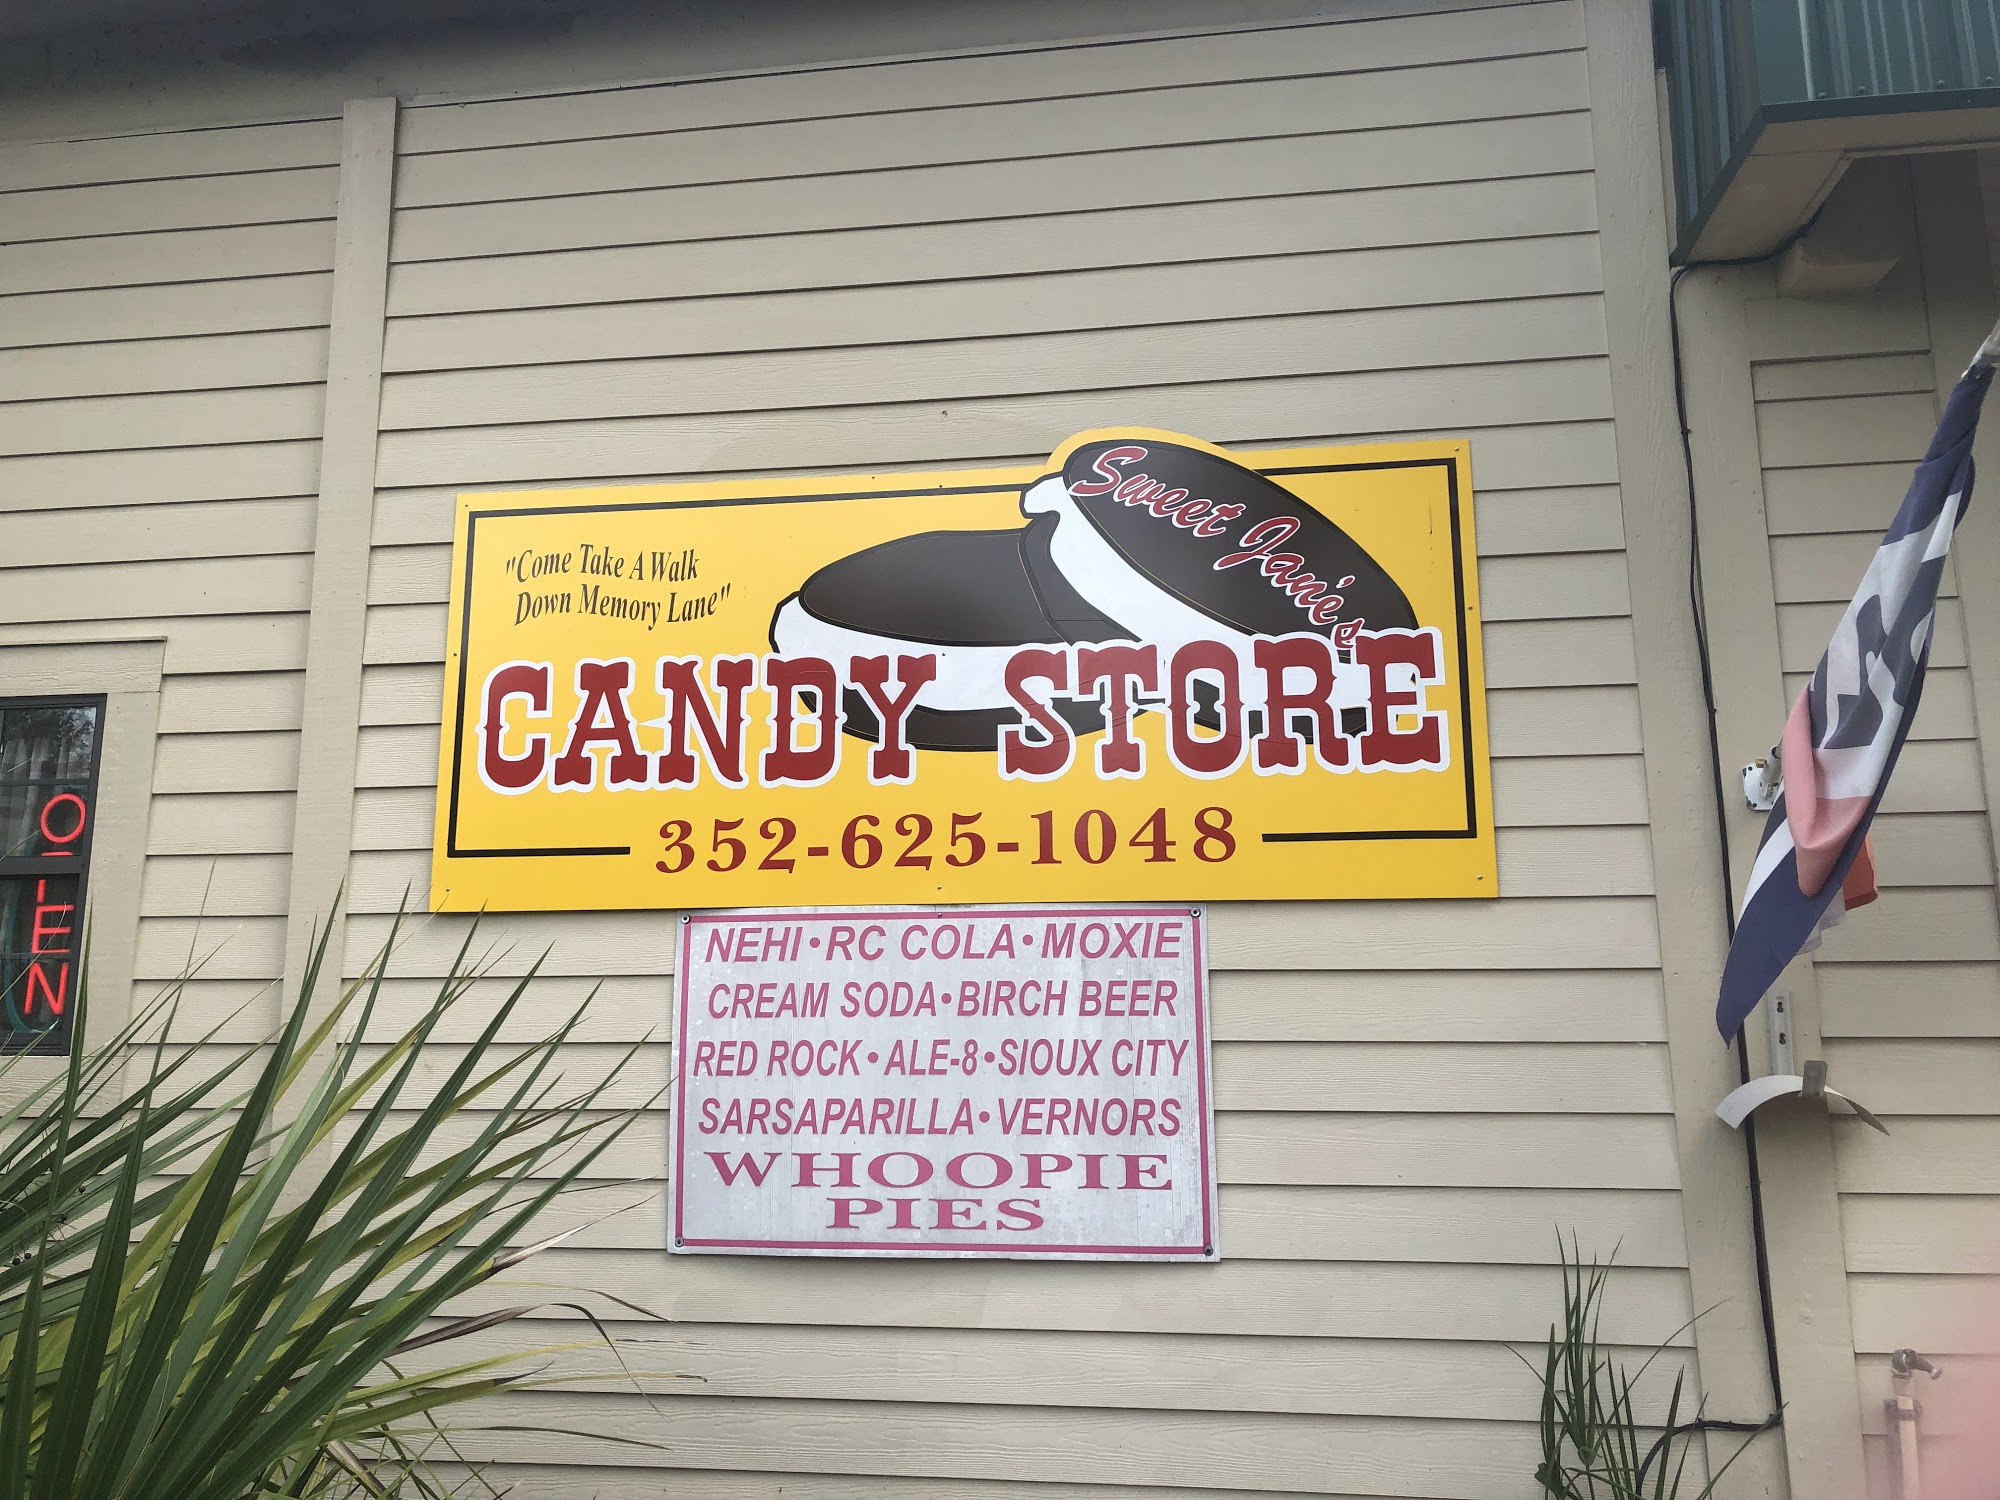 Sweet Jane's
"Come Take A Walk
Down Memory Lane"
CANDY STORE
352-625-1048
NEHI•RC COLA•MOXIE
CREAM SODA•BIRCH BEER
RED ROCK•ALE-8•SIOUX CITY
SARSAPARILLA•VERNORS
WHOOPIE
PIES
OPEN